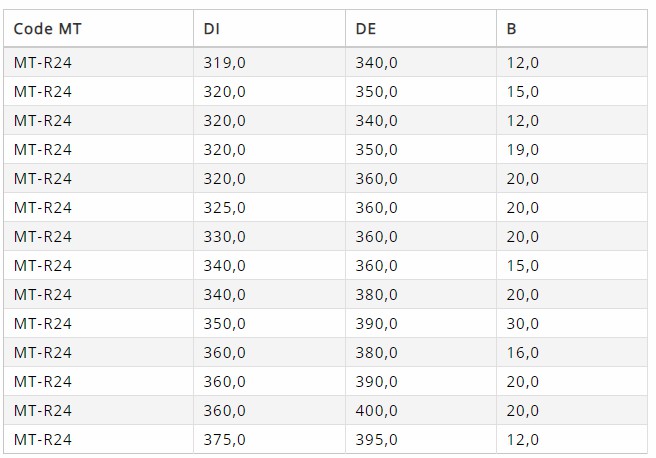 Code MT DI DE B
MT-R24 319,0 340,0 12,0
MT-R24 320,0 350,0 15,0
MT-R24 320,0 340,0 12,0
MT-R24 320,0 350,0 19,0
MT-R24 320,0 360,0 20,0
MT-R24 325,0 360,0 20,0
MT-R24 330,0 360,0 20,0
MT-R24 340,0 360,0 15,0
MT-R24 340,0 380,0 20,0
MT-R24 350,0 390,0 30,0
MT-R24 360,0 380,0 16,0
MT-R24 360,0 390,0 20,0
MT-R24 360,0 400,0 20,0
MT-R24 375,0 395,0 12,0